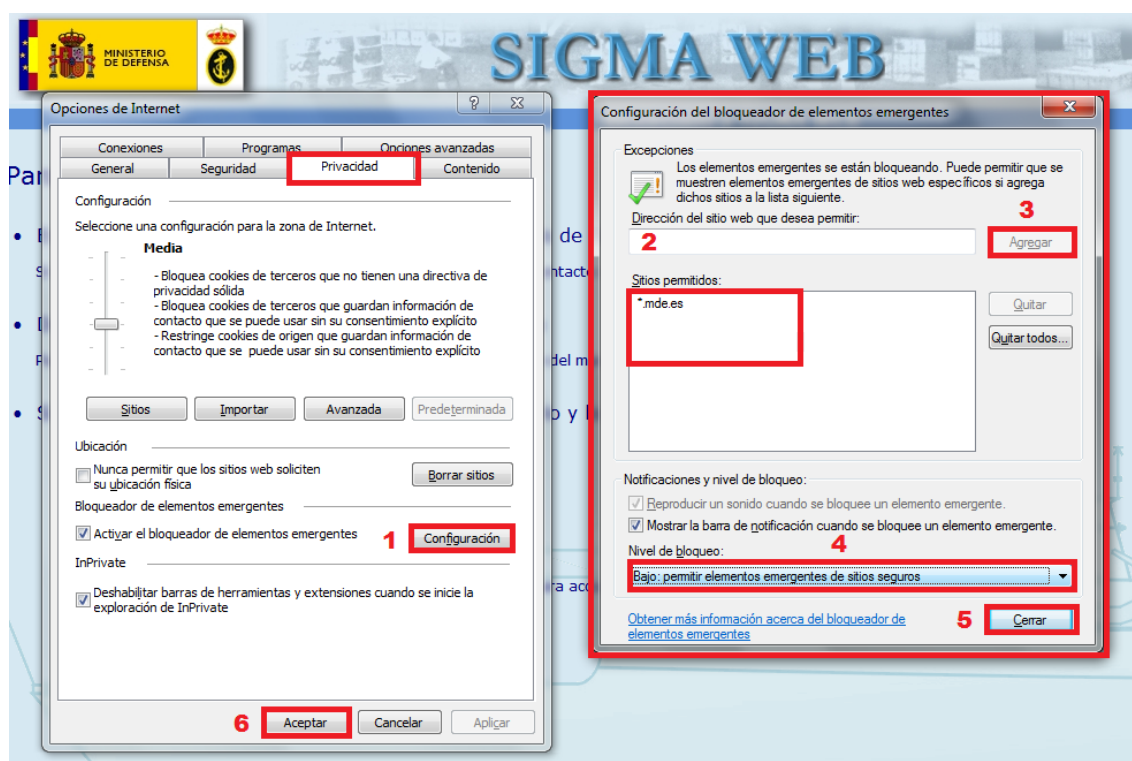 MINISTERIO
DE DEFENSA
SIGMA WEB
Opciones de Internet
Conexiones
Programas
Opciones avanzadas
General
Seguridad
Privacidad
Contenido
Configuración
Seleccione una configuración para la zona de Internet.
Media
- Bloquea cookies de terceros que no tienen una directiva de
privacidad sólida
- Bloquea cookies de terceros que guardan información de
contacto que se puede usar sin su consentimiento explícito
- Restringe cookies de origen que guardan información de
contacto que se puede usar sin su consentimiento explícito
Sitios
Importar
Avanzada
Predeterminada
Ubicación
Nunca permitir que los sitios web soliciten
su ubicación física
Borrar sitios
Bloqueador de elementos emergentes
Activar el bloqueador de elementos emergentes
1
Configuración
InPrivate
Deshabilitar barras de herramientas y extensiones cuando se inicie la
exploración de InPrivate
6
Aceptar
Cancelar
Aplicar
Configuración del bloqueador de elementos emergentes
Excepciones
Los elementos emergentes se están bloqueando. Puede permitir que se
muestren elementos emergentes de sitios web específicos si agrega
dichos sitios a la lista siguiente.
Dirección del sitio web que desea permitir:
3
2
Agregar
Sitios permitidos:
*.mde.es
Quitar
Quitar todos...
Notificaciones y nivel de bloqueo:
Reproducir un sonido cuando se bloquee un elemento emergente.
Mostrar la barra de notificación cuando se bloquee un elemento emergente.
4
Nivel de bloqueo:
Bajo: permitir elementos emergentes de sitios seguros
Obtener más información acerca del bloqueador de
elementos emergentes
5
Cerrar
de